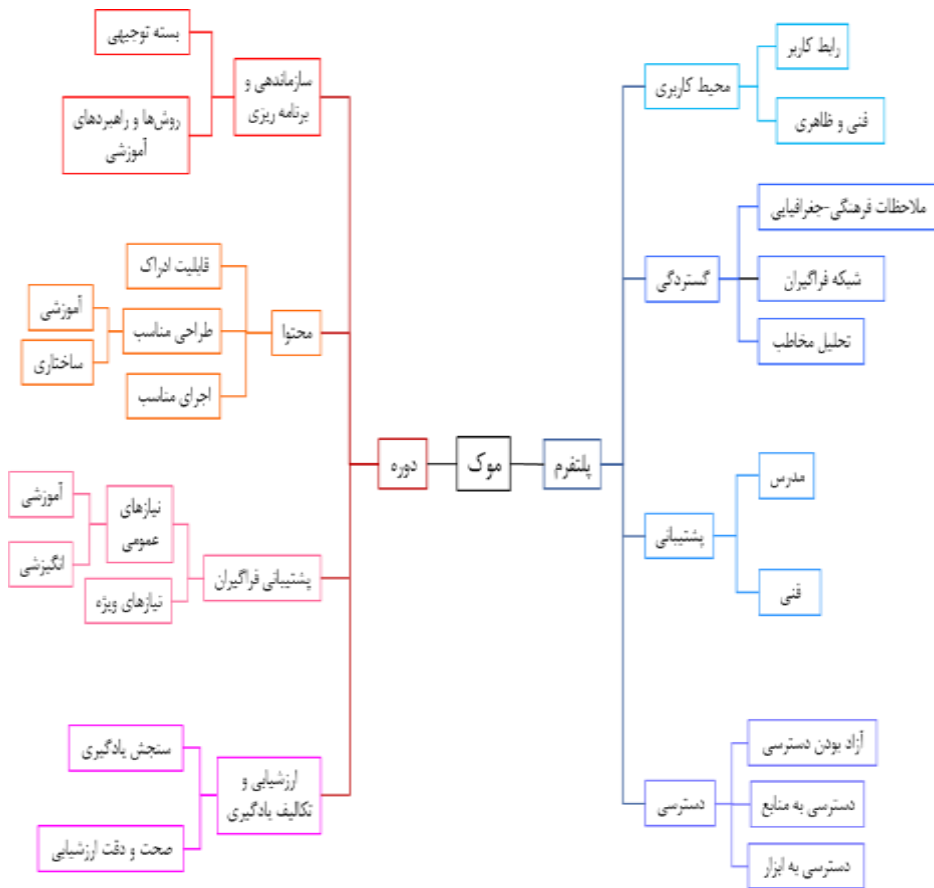 موک
پلتفرم
محیط کاربری
رابط کاربر
فنی و ظاهری
گستردگی
ملاحظات فرهنگی-جغرافیایی
شبکه فراگیران
تحلیل مخاطب
پشتیبانی
مدرس
فنی
دسترسی
آزاد بودن دسترسی
دسترسی به منابع
دسترسی به ابزار
دوره
سازماندهی و
برنامه ریزی
بسته توجیهی
روش‌ها و راهبردهای
آموزشی
محتوا
قابلیت ادراک
طراحی مناسب
آموزشی
ساختاری
اجرای مناسب
پشتیبانی فراگیران
نیازهای
عمومی
آموزشی
انگیزشی
نیازهای ویژه
ارزشیابی و
تکالیف یادگیری
سنجش یادگیری
صحت و دقت ارزشیابی